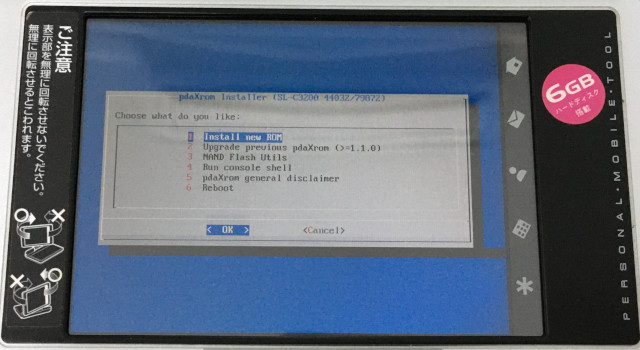 ご注意
表示部を無理に回転させないでください。
無理に回転させるとこわれます。
pdaXrom Installer (SL-C3200 44032/79872)
Choose what do you like:
1 Install new ROM
2 Upgrade previous pdaXrom (>=1.1.0)
3 NAND Flash Utils
4 Run console shell
5 pdaXrom general disclaimer
6 Reboot
< OK > <Cancel>
6GB
ハードディスク
搭載
PERSONAL・MOBILE・TOOL